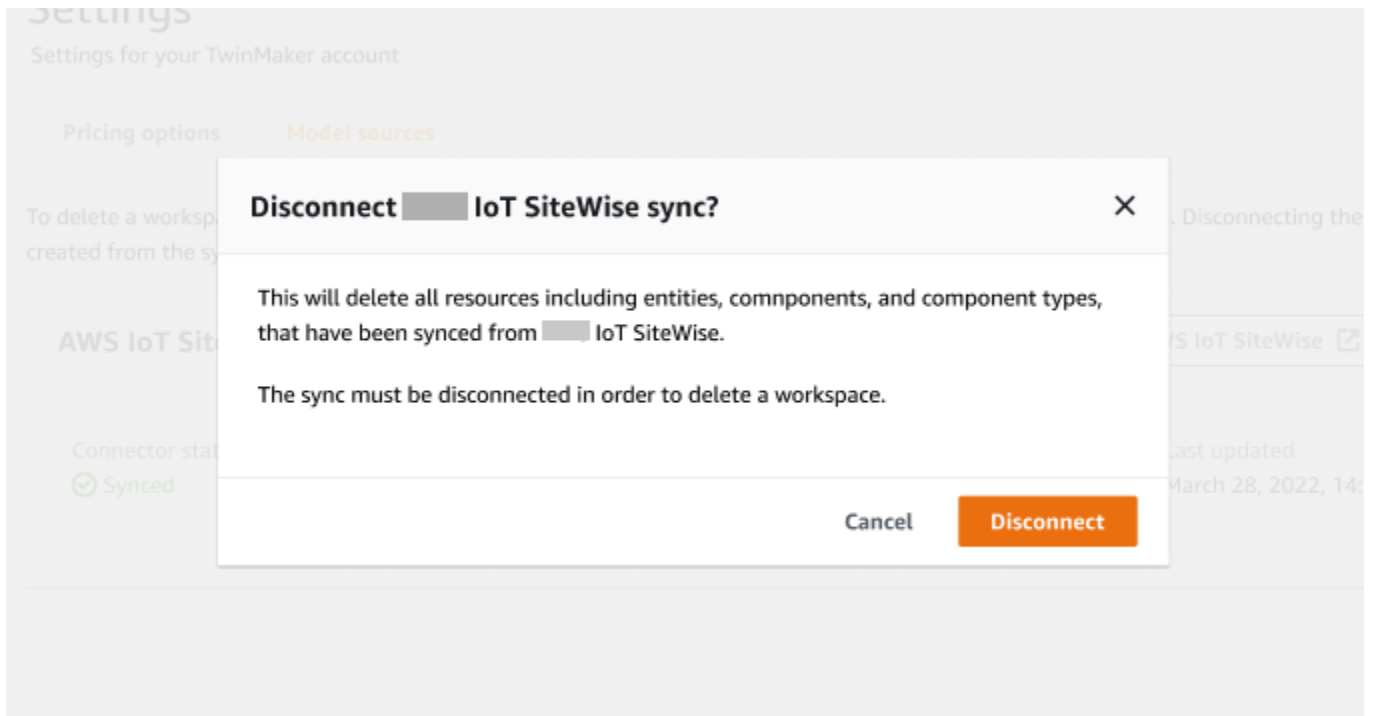 Settings
Settings for your TwinMaker account
Pricing options Model sources
Disconnect IoT SiteWise sync?
To delete a worksp . Disconnecting the
created from the sy
This will delete all resources including entities, comnponents, and component types,
that have been synced from IoT SiteWise.
AWS IoT Sit /S IoT SiteWise
The sync must be disconnected in order to delete a workspace.
Connector stat ast updated
Synced March 28, 2022, 14:
Cancel Disconnect